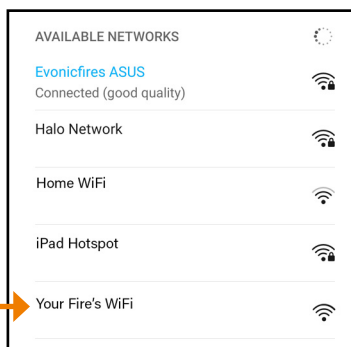 AVAILABLE NETWORKS
Evonicfires ASUS
Connected (good quality)
Halo Network
Home WiFi
iPad Hotspot
Your Fire's WiFi